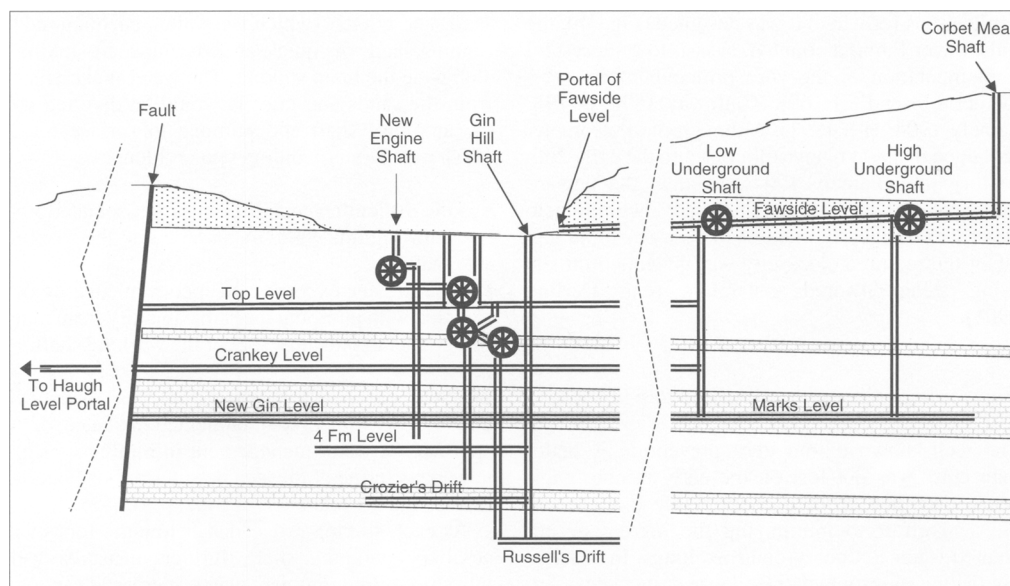 Corbet Mea
Shaft
Portal of
Fawside
Level
Fault
New
Engine
Shaft
Gin
Hill
Shaft
Low
Underground
Shaft
High
Underground
Shaft
Fawside Level
Top Level
Crankey Level
To Haugh
Level Portal
New Gin Level
Marks Level
4 Fm Level
Crozier's Drift
Russell's Drift